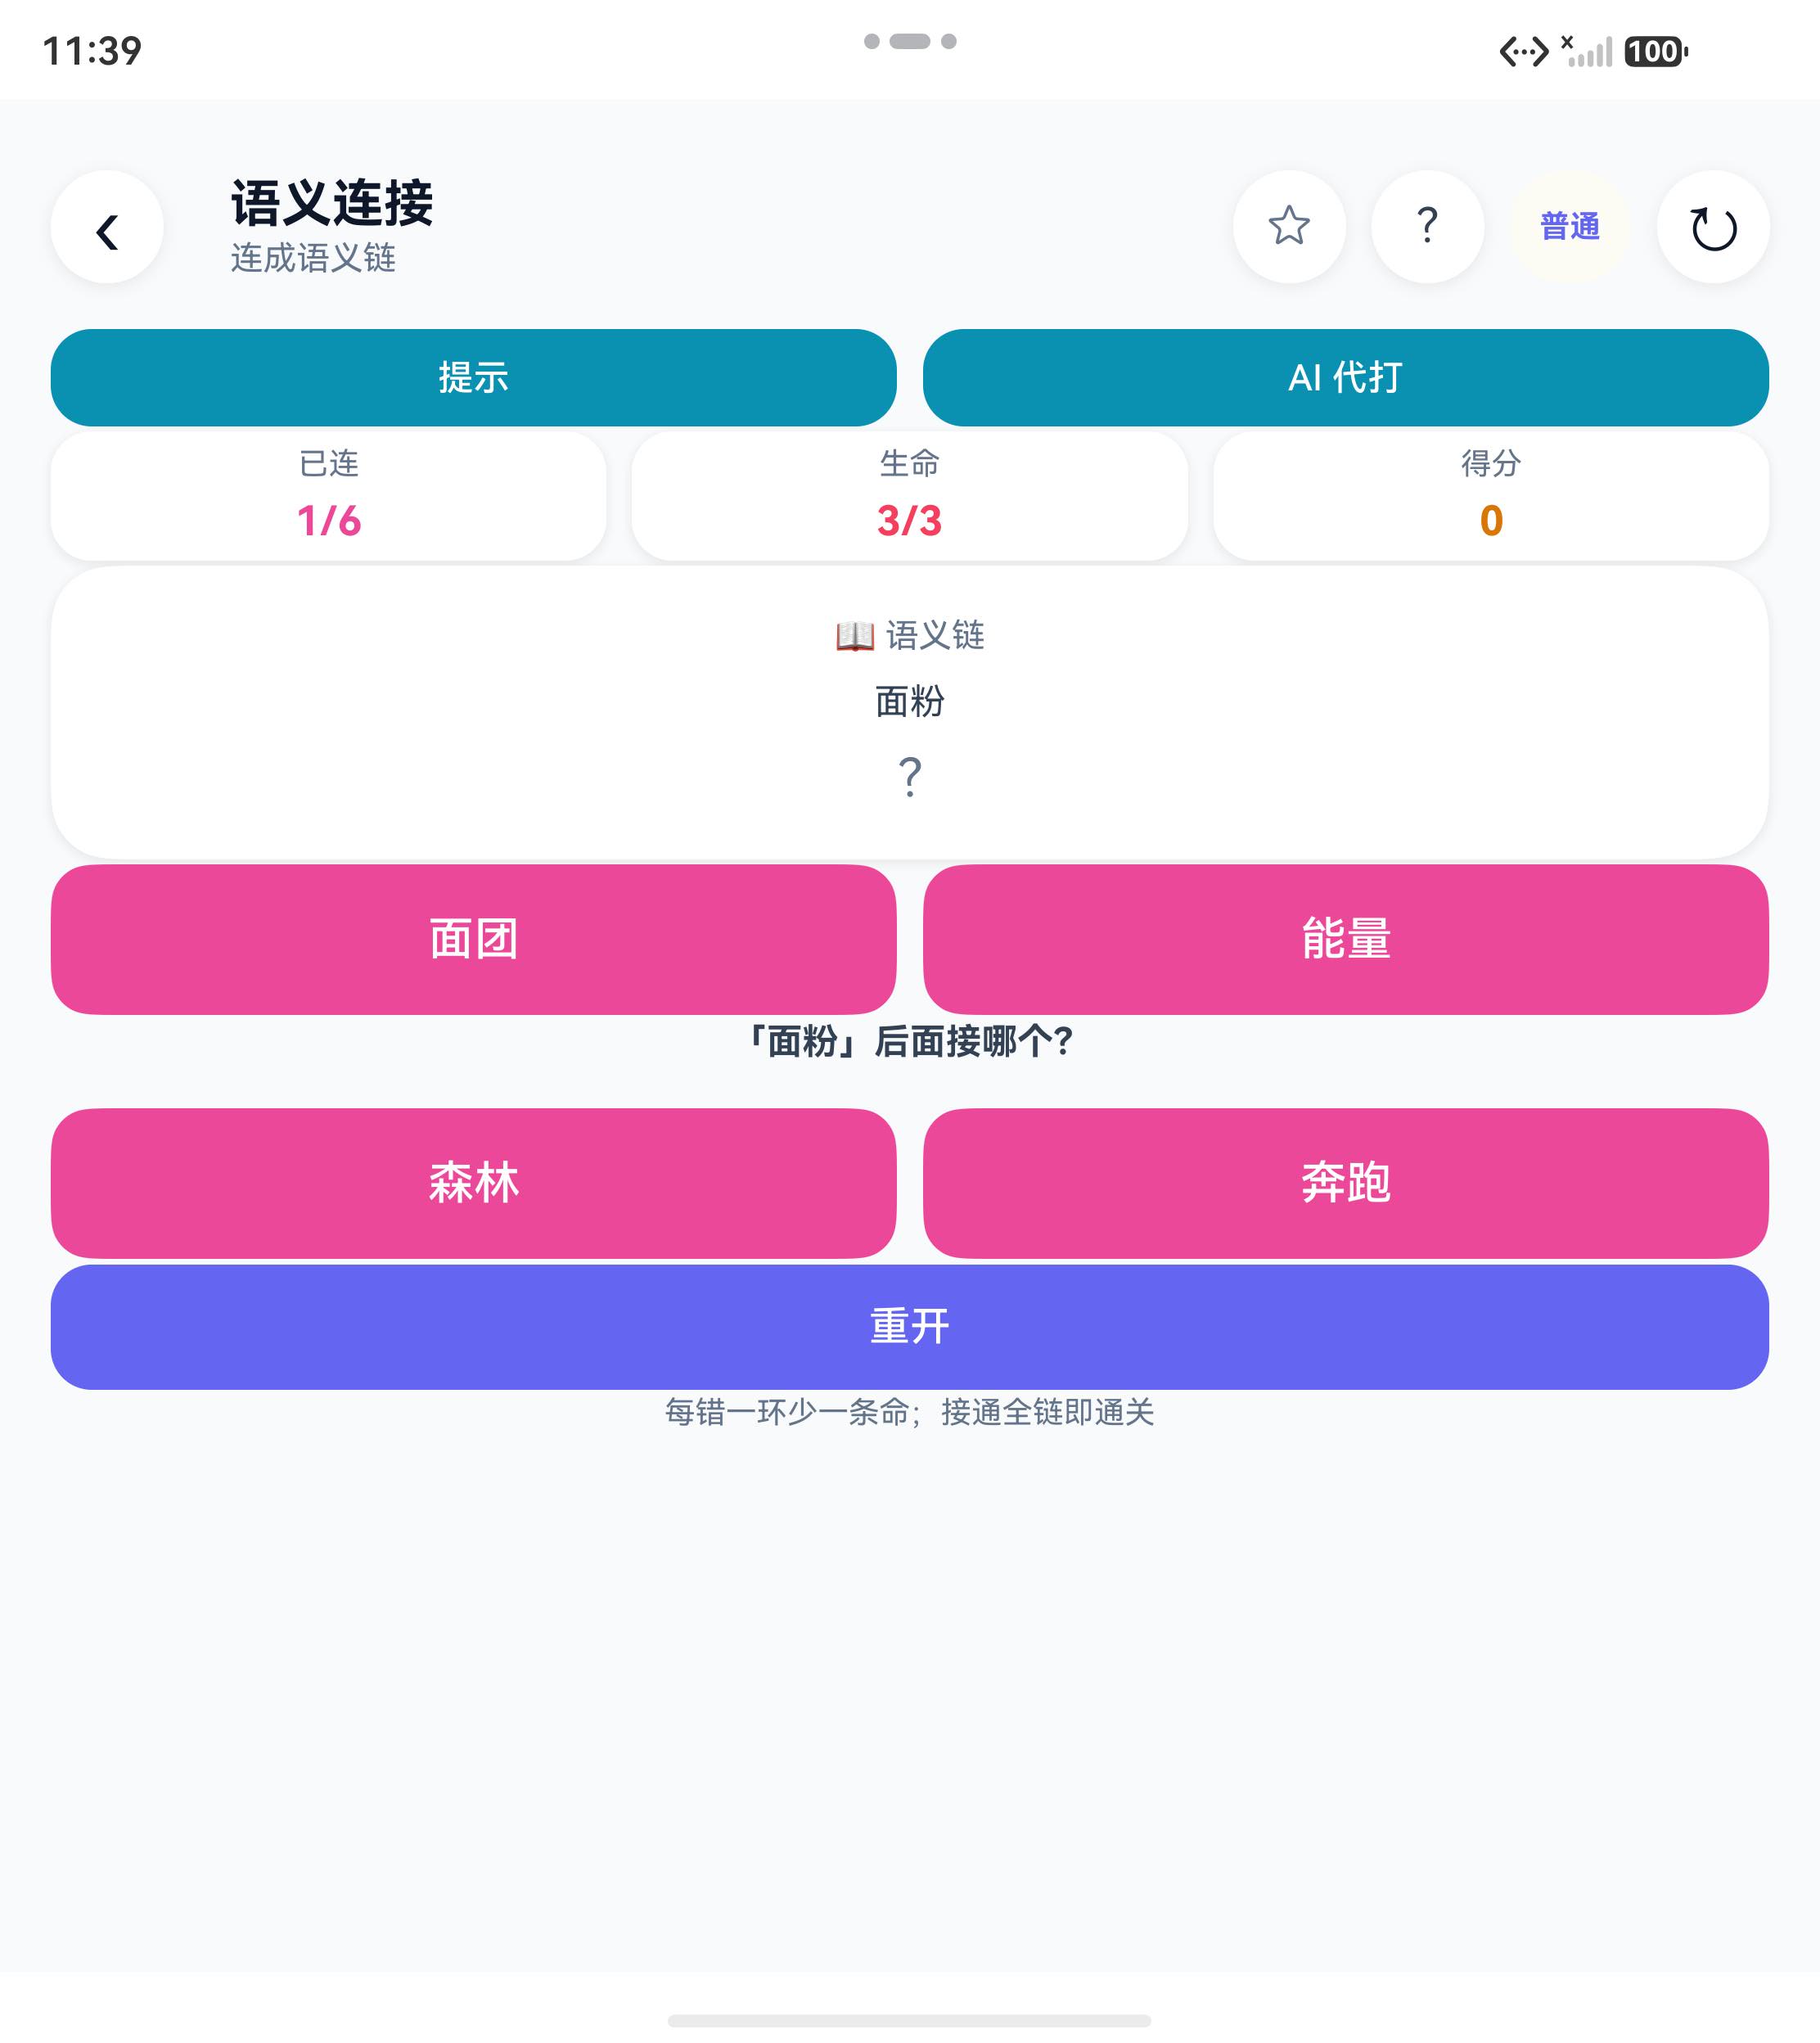 11:39
100
语义连接
连成语义链
?
普通
提示
AI 代打
已连
1/6
生命
3/3
得分
0
语义链
面粉
?
面团
能量
「面粉」后面接哪个?
森林
奔跑
重开
每错一环少一条命；接通全链即通关